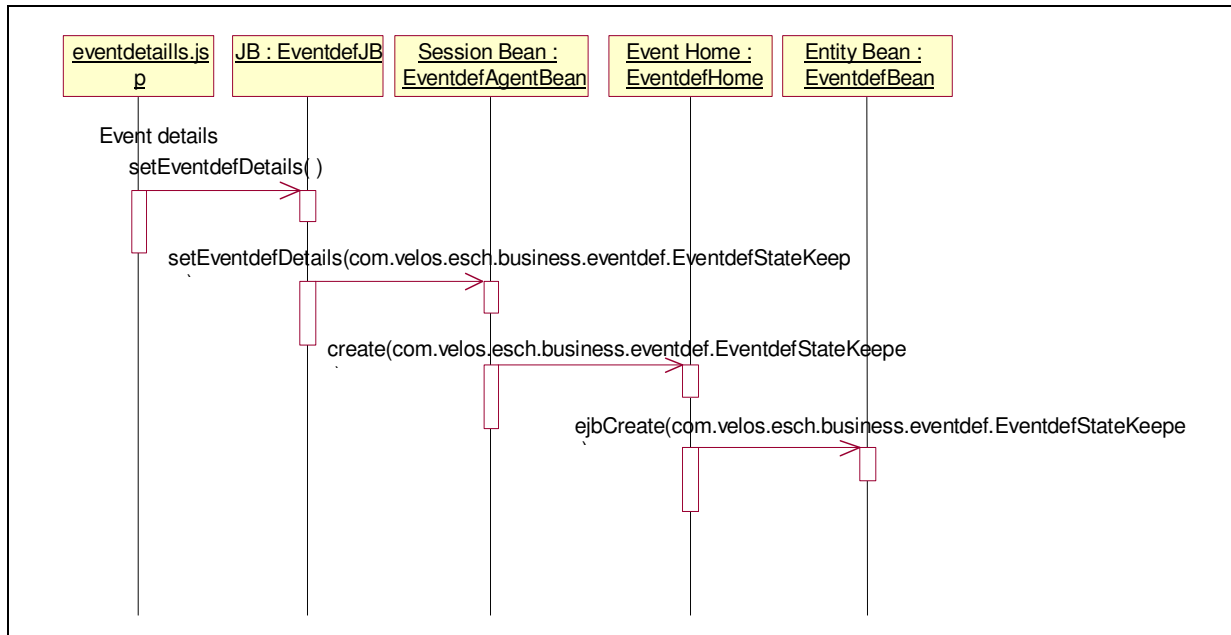 eventdetaills.js
p
JB : EventdefJB
Session Bean :
EventdefAgentBean
Event Home :
EventdefHome
Entity Bean :
EventdefBean
Event details
setEventdefDetails( )
setEventdefDetails(com.velos.esch.business.eventdef.EventdefStateKeep
create(com.velos.esch.business.eventdef.EventdefStateKeepe
ejbCreate(com.velos.esch.business.eventdef.EventdefStateKeepe